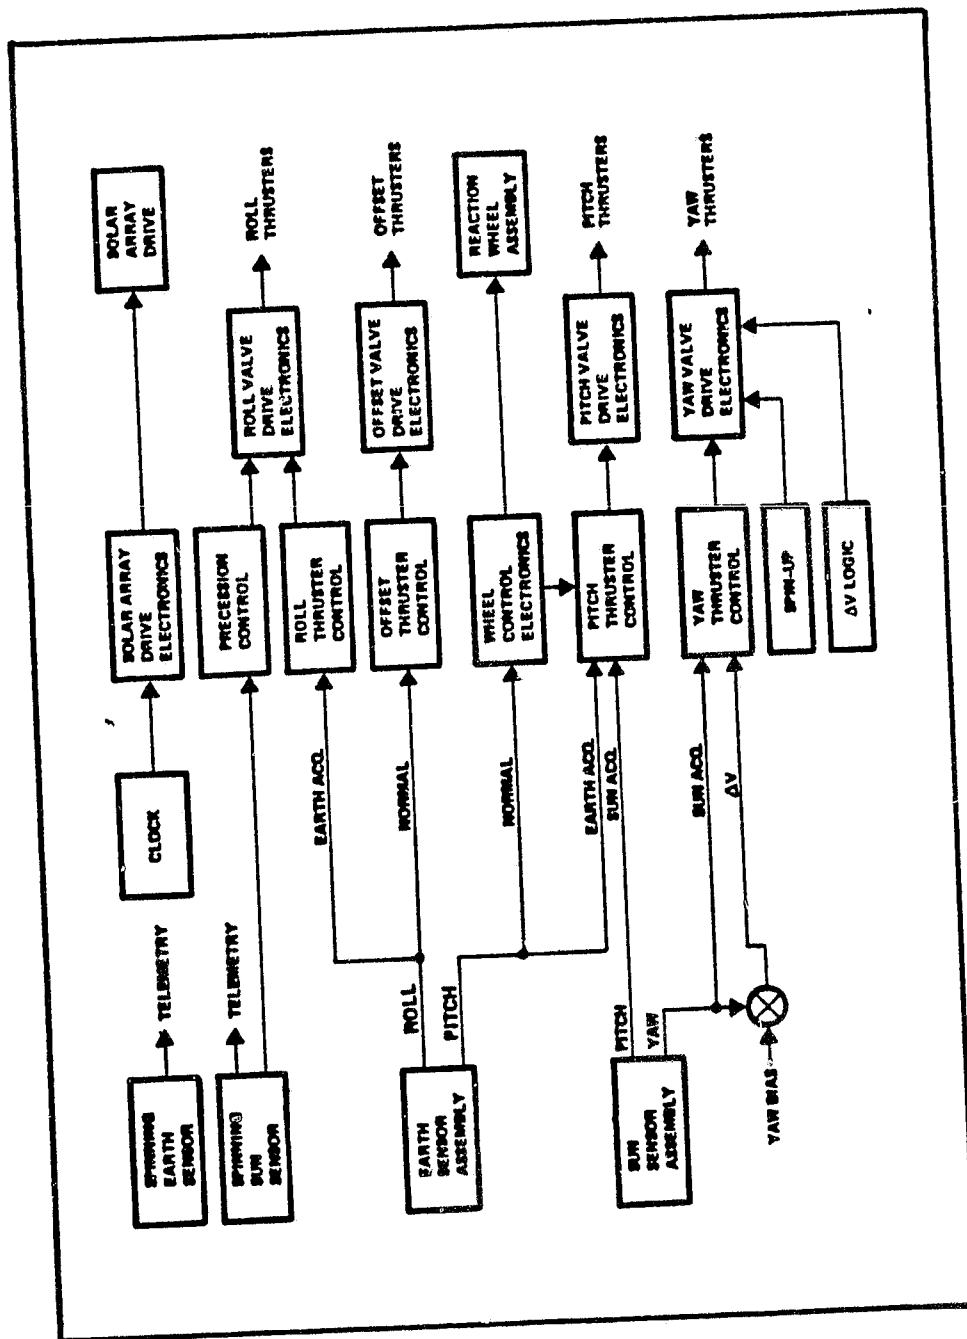 SPINNING
EARTH
SENSOR
TELEMETRY
CLOCK
SOLAR ARRAY
DRIVE
ELECTRONICS
SOLAR
ARRAY
DRIVE
SPINNING
SUN
SENSOR
TELEMETRY
PRECESSION
CONTROL
ROLL VALVE
DRIVE
ELECTRONICS
ROLL
THRUSTERS
EARTH ACQ.
ROLL
THRUSTER
CONTROL
EARTH
SENSOR
ASSEMBLY
ROLL
PITCH
NORMAL
OFFSET
THRUSTER
CONTROL
OFFSET VALVE
DRIVE
ELECTRONICS
OFFSET
THRUSTERS
NORMAL
WHEEL
CONTROL
ELECTRONICS
REACTION
WHEEL
ASSEMBLY
EARTH ACQ.
SUN ACQ.
PITCH
THRUSTER
CONTROL
PITCH VALVE
DRIVE
ELECTRONICS
PITCH
THRUSTERS
SUN
SENSOR
ASSEMBLY
PITCH
YAW
SUN ACQ.
ΔV
YAW
THRUSTER
CONTROL
YAW VALVE
DRIVE
ELECTRONICS
YAW
THRUSTERS
YAW BIAS
SPIN-UP
ΔV LOGIC